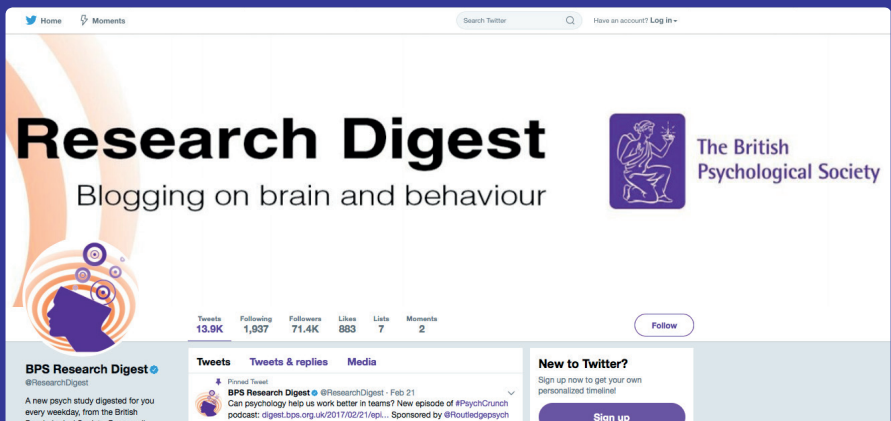 Home Moments Search Twitter Have an account? Log in
Research Digest
Blogging on brain and behaviour
The British
Psychological Society
Tweets Following Followers Likes Lists Moments
13.9K 1,937 71.4K 883 7 2
Follow
BPS Research Digest
@ResearchDigest
A new psych study digested for you
every weekday, from the British
Tweets Tweets & replies Media
Pinned Tweet
BPS Research Digest @ResearchDigest · Feb 21
Can psychology help us work better in teams? New episode of #PsychCrunch
podcast: digest.bps.org.uk/2017/02/21/epi... Sponsored by @Routledgepsych
New to Twitter?
Sign up now to get your own
personalized timeline!
Sign up